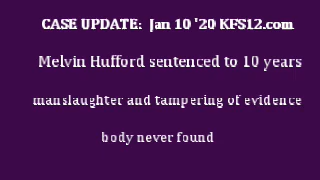 CASE UPDATE: Jan 10 '20 KFS12.com
Melvin Hufford sentenced to 10 years
manslaughter and tampering of evidence
body never found